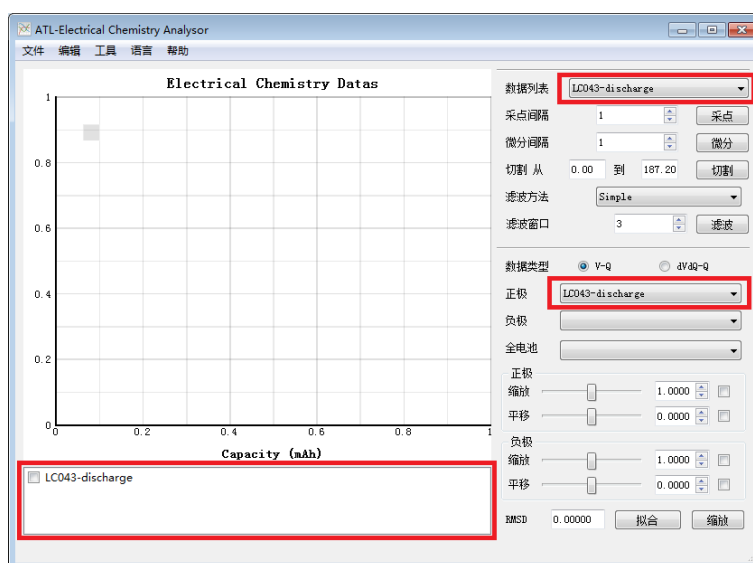 ATL-Electrical Chemistry Analysor
文件 编辑 工具 语言 帮助
Electrical Chemistry Datas
1
0.8
0.6
0.4
0.2
0
0 0.2 0.4 0.6 0.8 1
Capacity (mAh)
LC043-discharge
数据列表 LC043-discharge
采点间隔 1 采点
微分间隔 1 微分
切割 从 0.00 到 187.20 切割
滤波方法 Simple
滤波窗口 3 滤波
数据类型 V-Q dVdQ-Q
正极 LC043-discharge
负极
全电池
正极
缩放 1.0000
平移 0.0000
负极
缩放 1.0000
平移 0.0000
RMSD 0.00000 拟合 缩放